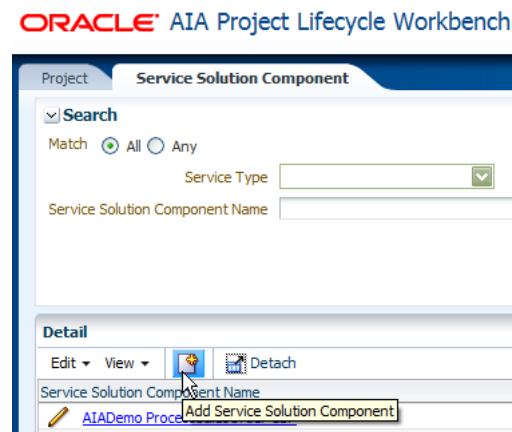 ORACLE® AIA Project Lifecycle Workbench
Project Service Solution Component
Search
Match All Any
Service Type
Service Solution Component Name
Detail
Edit View Detach
Service Solution Component Name
AIADemo
Add Service Solution Component